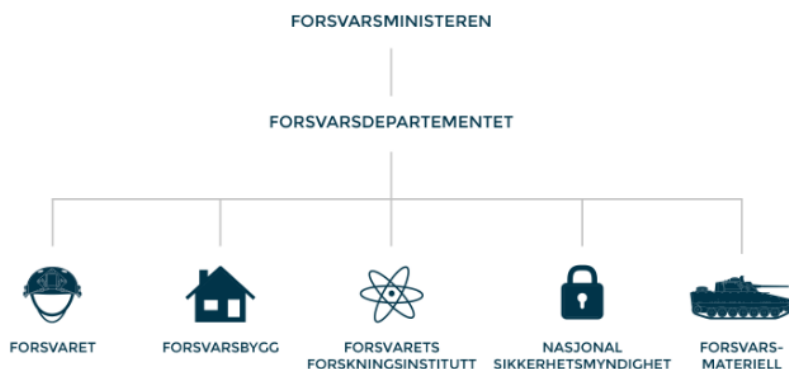 FORSVARSMINISTEREN
FORSVARSDEPARTEMENTET
FORSVARET
FORSVARSBYGG
FORSVARETS
FORSKNINGSINSTITUTT
NASJONAL
SIKKERHETSMYNDIGHET
FORSVARS-
MATERIELL